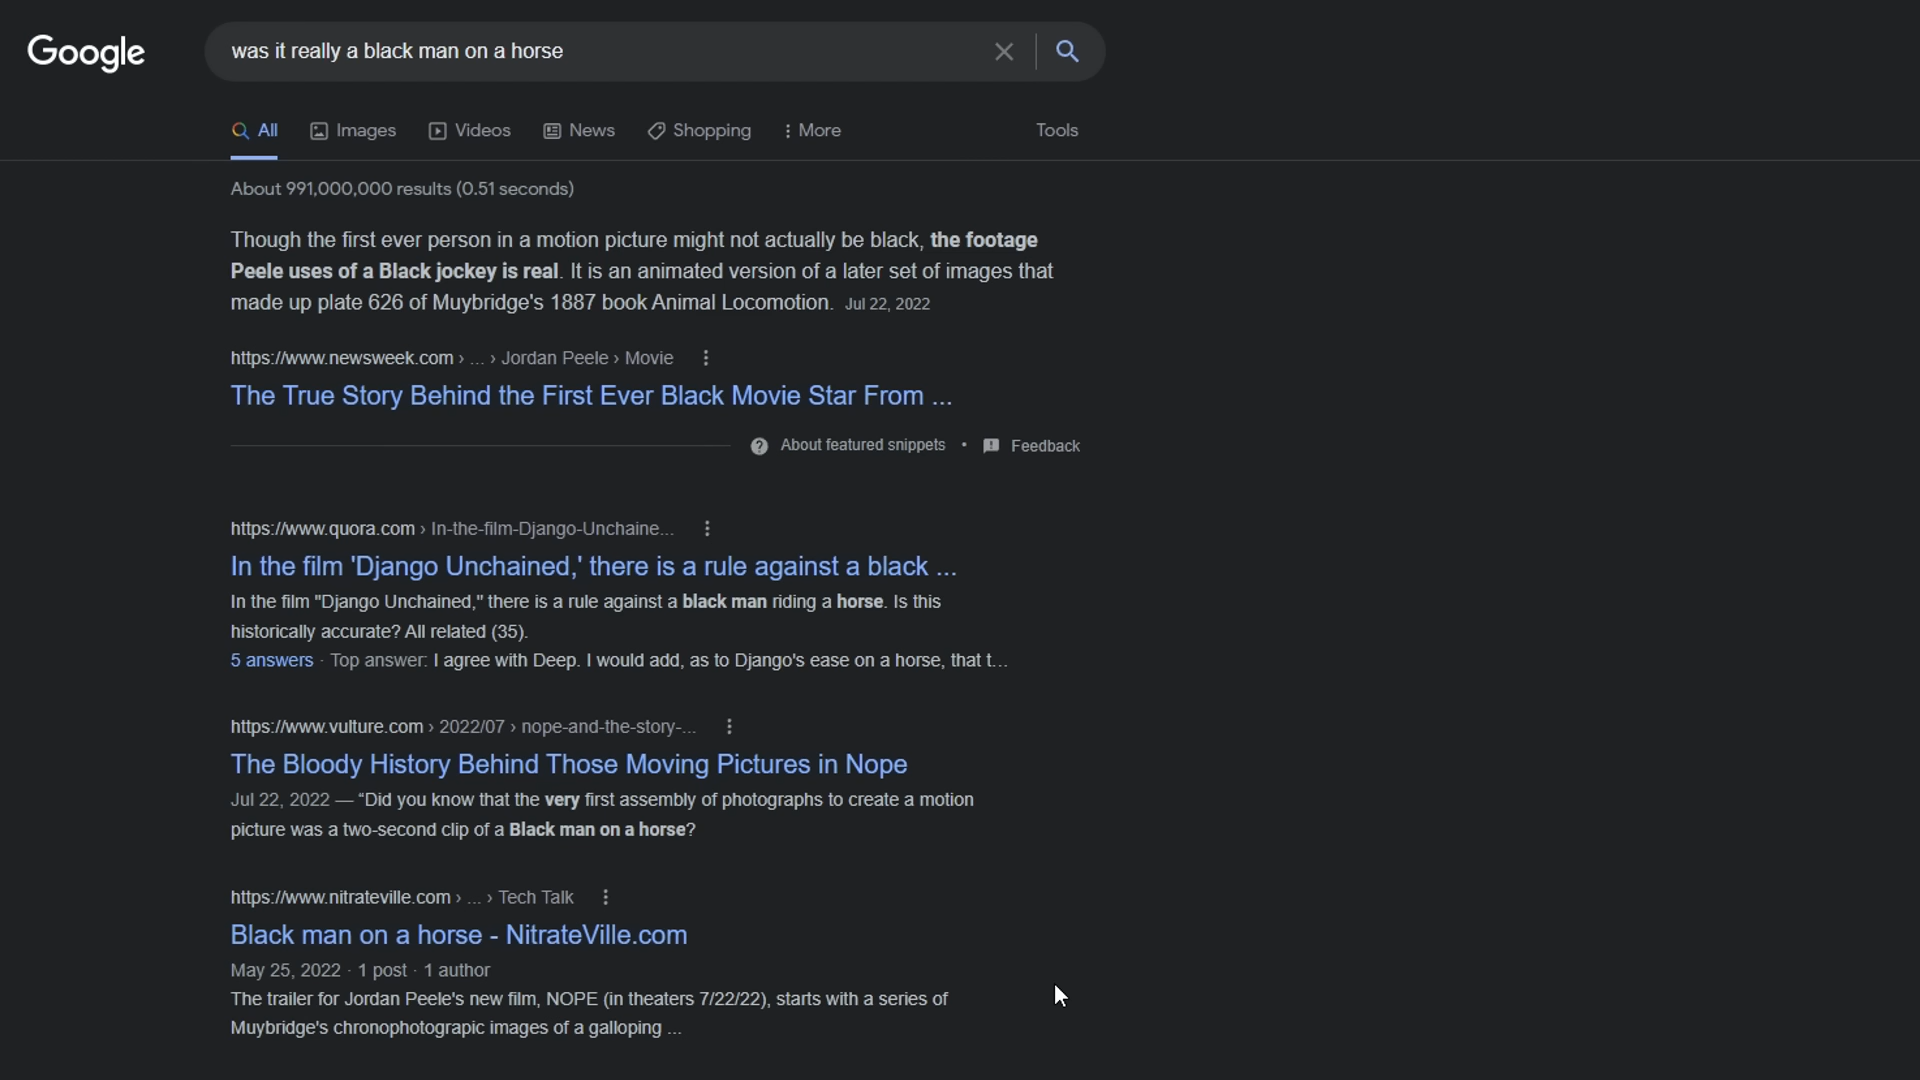 Google
was it really a black man on a horse
All Images Videos News Shopping More Tools
About 991,000,000 results (0.51 seconds)
Though the first ever person in a motion picture might not actually be black, the footage
Peele uses of a Black jockey is real. It is an animated version of a later set of images that
made up plate 626 of Muybridge's 1887 book Animal Locomotion. Jul 22, 2022
https://www.newsweek.com › ... › Jordan Peele › Movie
The True Story Behind the First Ever Black Movie Star From ...
About featured snippets • Feedback
https://www.quora.com › In-the-film-Django-Unchaine...
In the film 'Django Unchained,' there is a rule against a black ...
In the film "Django Unchained," there is a rule against a black man riding a horse. Is this
historically accurate? All related (35).
5 answers · Top answer: I agree with Deep. I would add, as to Django's ease on a horse, that t...
https://www.vulture.com › 2022/07 › nope-and-the-story-...
The Bloody History Behind Those Moving Pictures in Nope
Jul 22, 2022 — “Did you know that the very first assembly of photographs to create a motion
picture was a two-second clip of a Black man on a horse?
https://www.nitrateville.com › ... › Tech Talk
Black man on a horse - NitrateVille.com
May 25, 2022 · 1 post · 1 author
The trailer for Jordan Peele's new film, NOPE (in theaters 7/22/22), starts with a series of
Muybridge's chronophotograpic images of a galloping ...